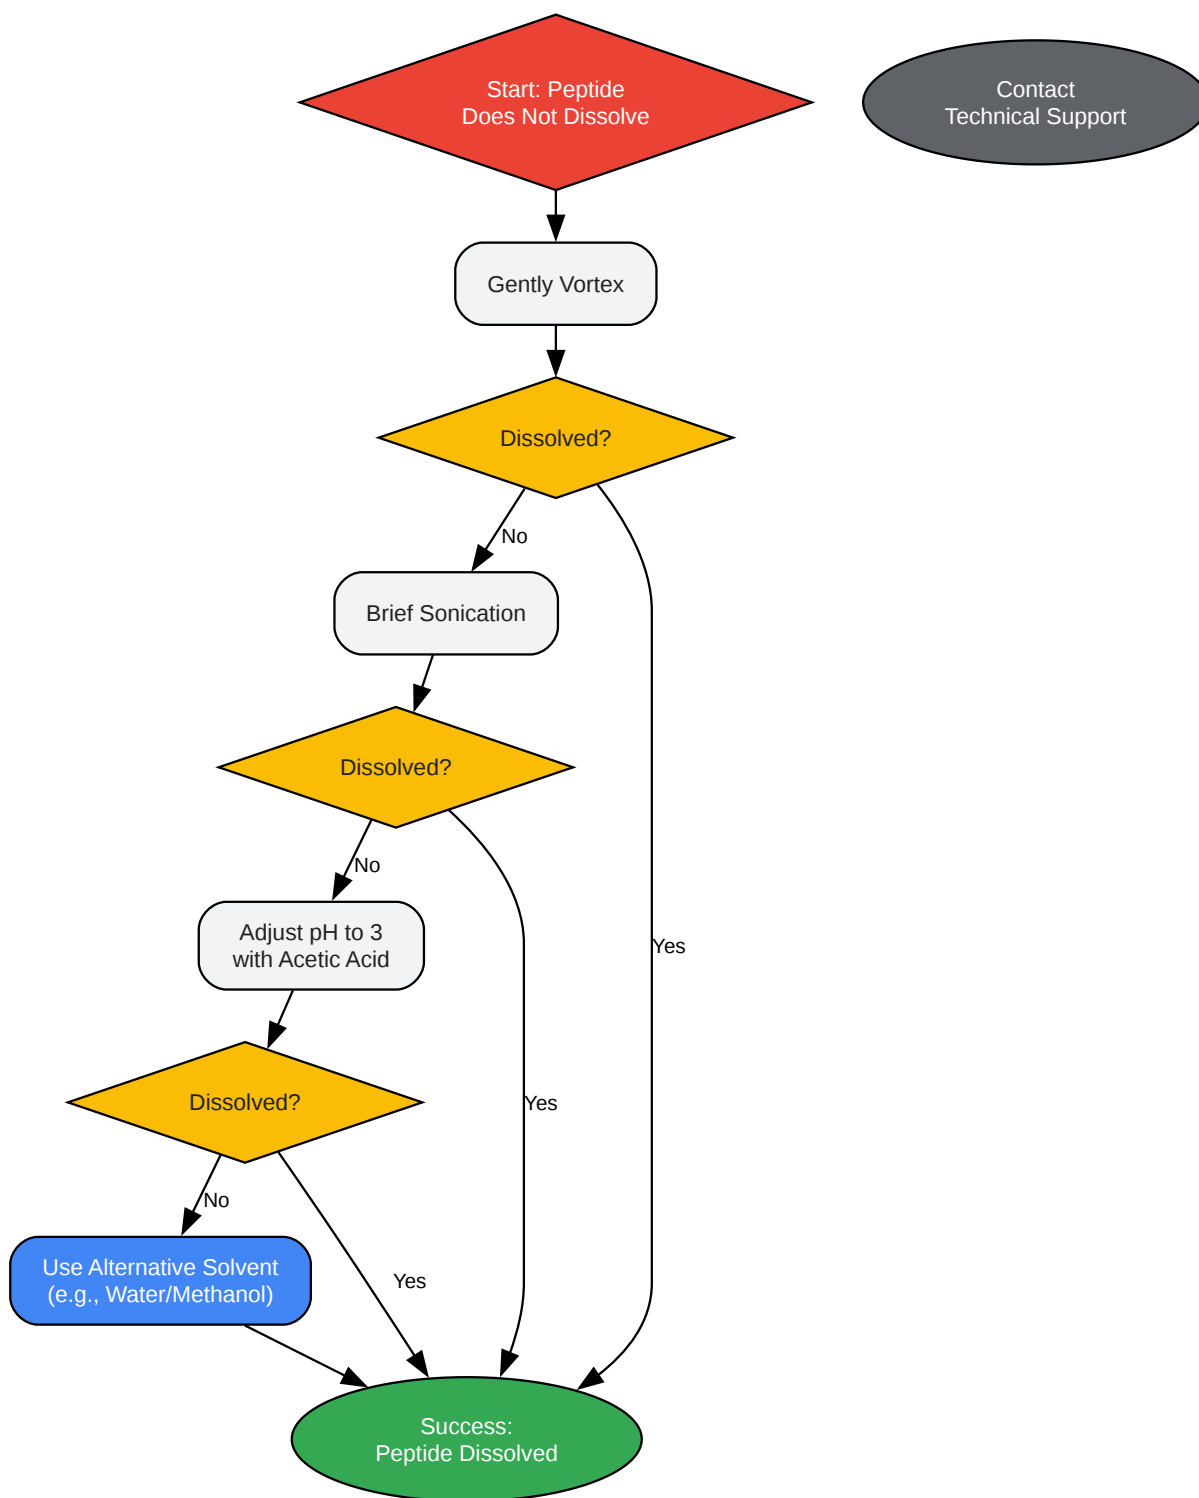 Start: Peptide
Does Not Dissolve
Contact
Technical Support
Gently Vortex
Dissolved?
No
Brief Sonication
Dissolved?
No
Adjust pH to 3
with Acetic Acid
Yes
Dissolved?
Yes
No
Use Alternative Solvent
(e.g., Water/Methanol)
Yes
Success:
Peptide Dissolved